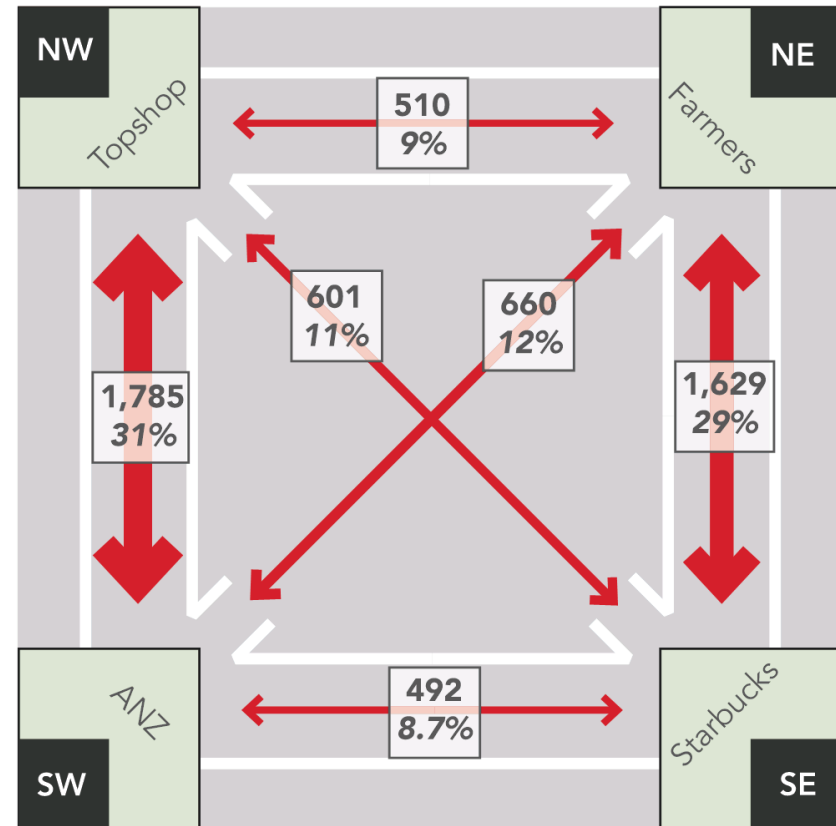 NW
NE
Topshop
Farmers
510
9%
601
11%
660
12%
1,785
31%
1,629
29%
492
8.7%
ANZ
Starbucks
SW
SE